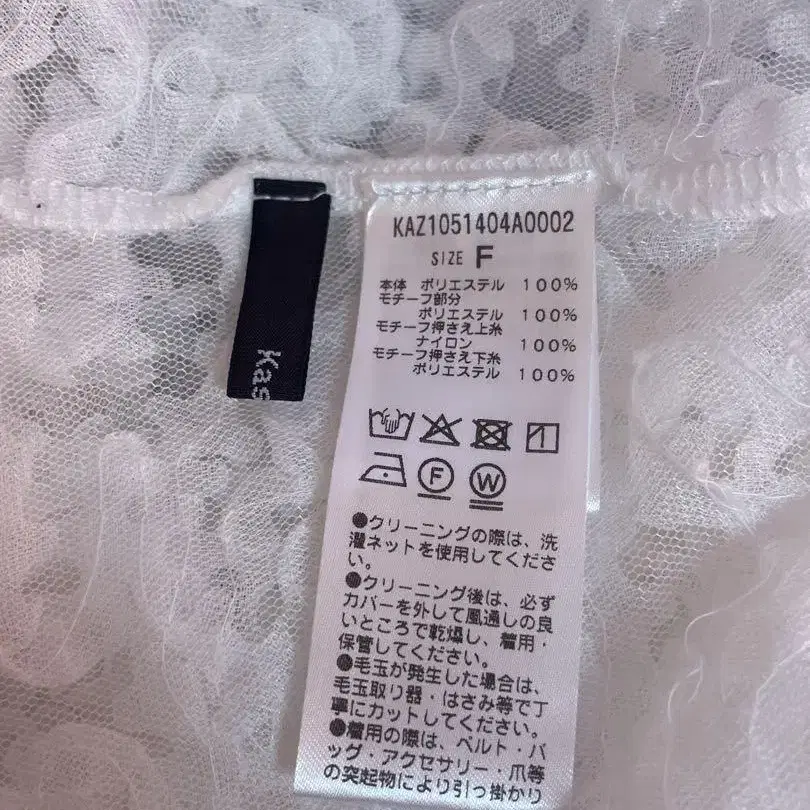 KAZ1051404A0002
SIZE F
本体 ポリエステル 100%
モチーフ部分
ポリエステル 100%
モチーフ押さえ上糸
ナイロン 100%
モチーフ押さえ下糸
ポリエステル 100%
F
W
●クリーニングの際は、洗
濯ネットを使用してくださ
い。
●クリーニング後は、必ず
カバーを外して風通しの良
いところで乾燥し、着用・
保管してください。
●毛玉が発生した場合は、
毛玉取り器・はさみ等で丁
寧にカットしてください。
●着用の際は、ベルト・バ
ッグ・アクセサリー・爪等
の突起物により引っ掛かり
Kas